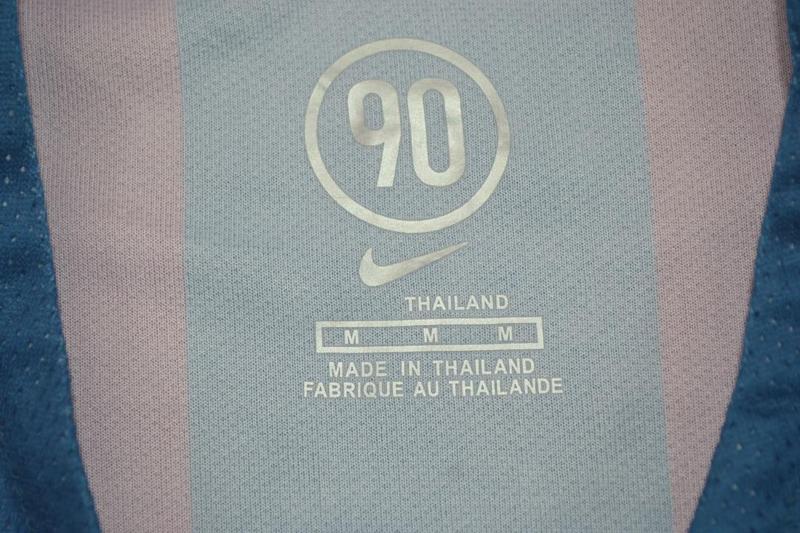 90
THAILAND
M M M
MADE IN THAILAND
FABRIQUE AU THAILANDE